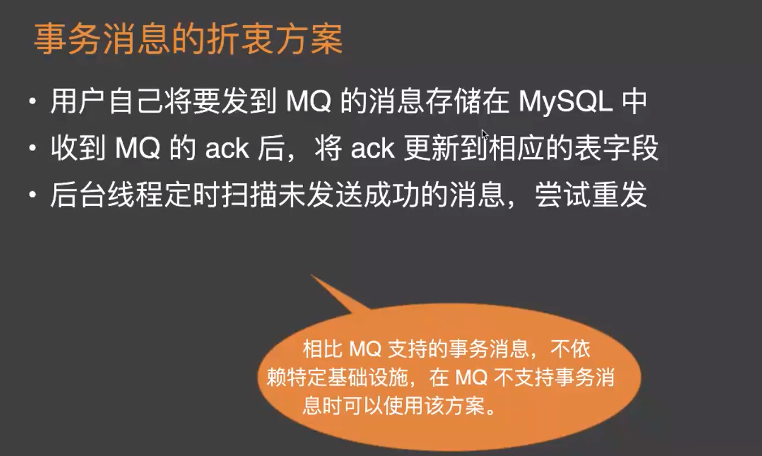 事务消息的折衷方案
• 用户自己将要发到 MQ 的消息存储在 MySQL 中
• 收到 MQ 的 ack 后，将 ack 更新到相应的表字段
• 后台线程定时扫描未发送成功的消息，尝试重发
相比 MQ 支持的事务消息，不依
赖特定基础设施，在 MQ 不支持事务消
息时可以使用该方案。